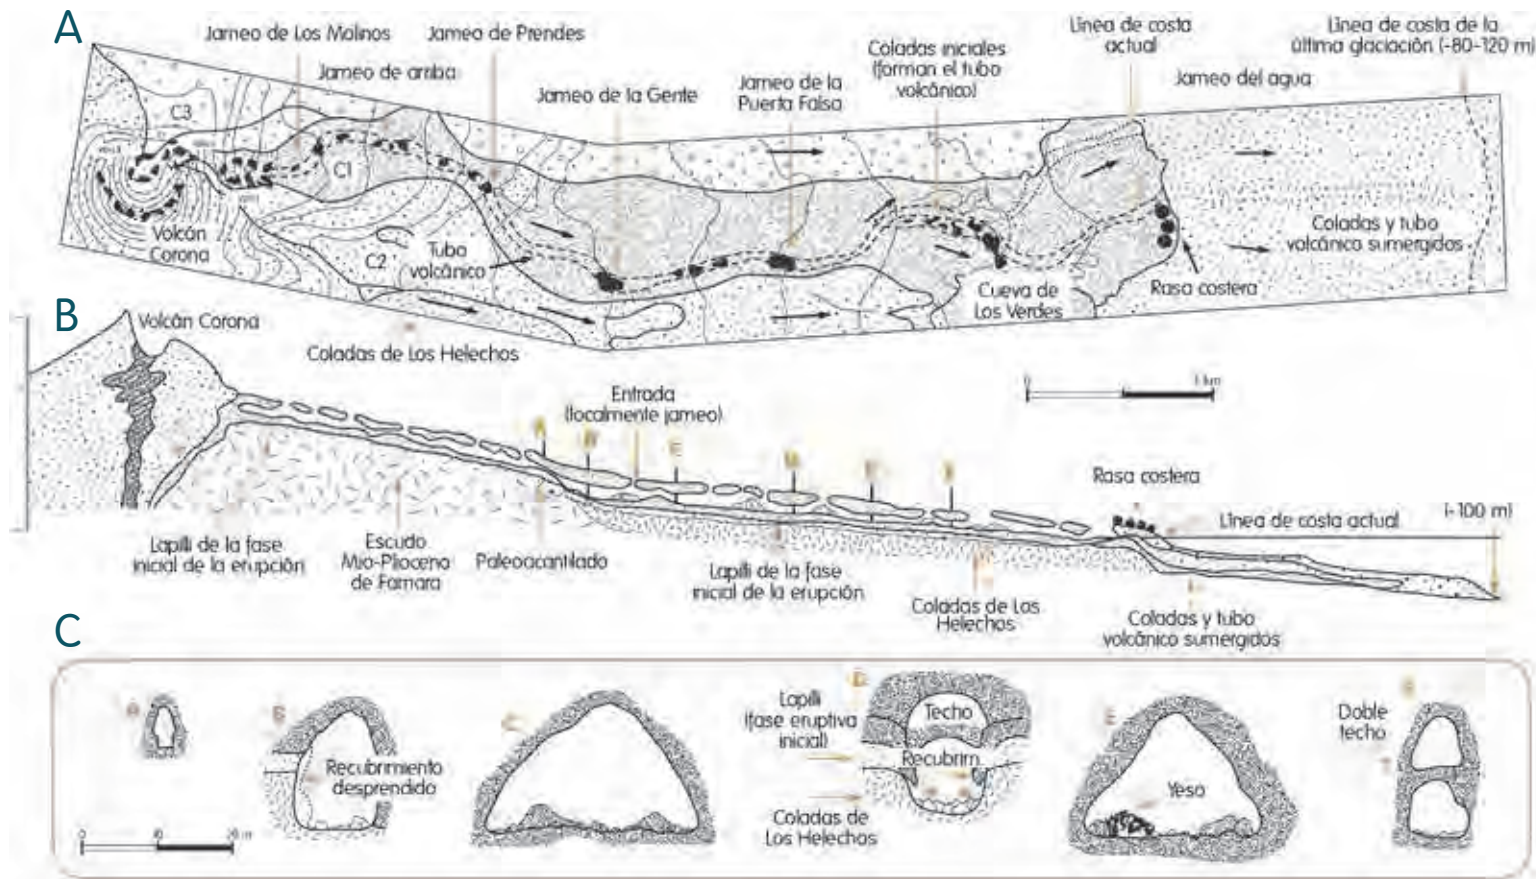 A
Jameo de Los Molinos
Jameo de Prendes
Jameo de arriba
Jameo de la Gente
Jameo de la
Puerta Falsa
Coladas iniciales
(forman el tubo
volcánico)
Línea de costa
actual
Jameo del agua
Línea de costa de la
última glaciación (-80-120 m)
C3
C1
C2
Volcán
Corona
Tubo
volcánico
Cueva de
Los Verdes
Rasa costera
Coladas y tubo
volcánico sumergidos
B
Volcán Corona
Coladas de Los Helechos
0 1 km
Entrada
(localmente jameo)
Rasa costera
Línea de costa actual
(-100 m)
Lapilli de la fase
inicial de la erupción
Escudo
Mio-Plioceno
de Famara
Paleoacantilado
Lapilli de la fase
inicial de la erupción
Coladas de Los
Helechos
Coladas y tubo
volcánico sumergidos
C
A
B
Recubrimiento
desprendido
C
Lapilli
(fase eruptiva
inicial)
D
Techo
Recubrim.
Coladas de
Los Helechos
E
Yeso
Doble
techo